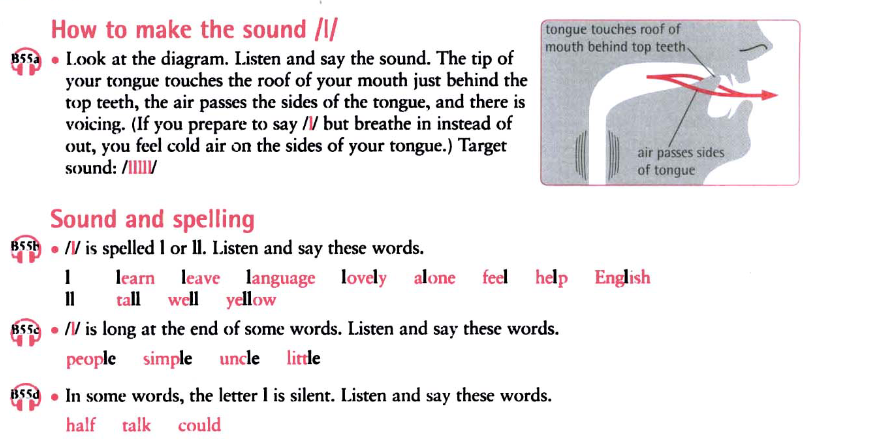 How to make the sound /l/
B55a • Look at the diagram. Listen and say the sound. The tip of
your tongue touches the roof of your mouth just behind the
top teeth, the air passes the sides of the tongue, and there is
voicing. (If you prepare to say /l/ but breathe in instead of
out, you feel cold air on the sides of your tongue.) Target
sound: /lllll/
tongue touches roof of
mouth behind top teeth
air passes sides
of tongue
Sound and spelling
B55b • /l/ is spelled l or ll. Listen and say these words.
l learn leave language lovely alone feel help English
ll tall well yellow
B55c • /l/ is long at the end of some words. Listen and say these words.
people simple uncle little
B55d • In some words, the letter l is silent. Listen and say these words.
half talk could